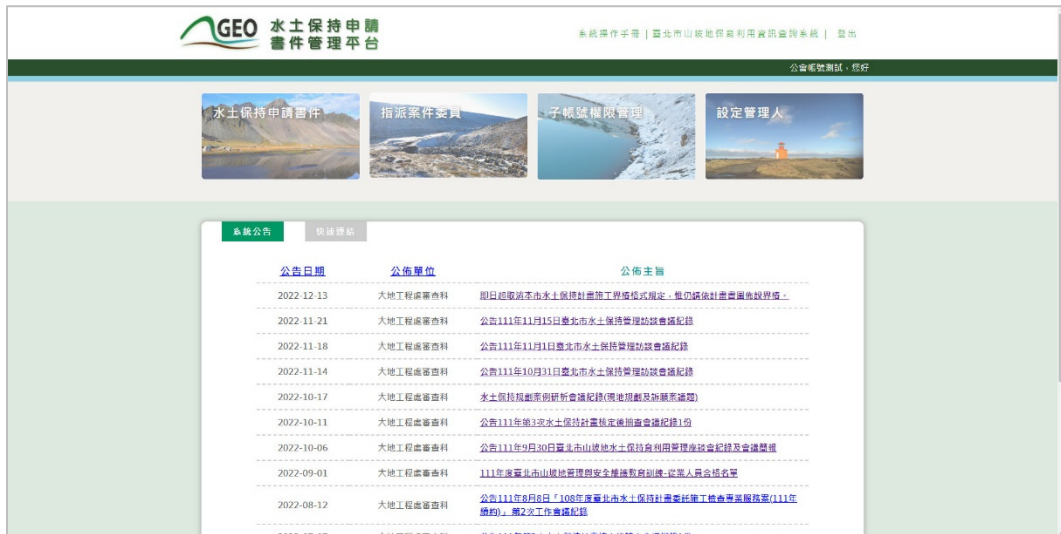 GEO 水土保持申請
書件管理平台
系統操作手冊 | 臺北市山坡地保育利用資訊查詢系統 | 登出
公會帳號測試,您好
水土保持申請書件
指派案件委員
子帳號權限管理
設定管理人
系統公告
快速連結
公告日期 公佈單位 公佈主旨
2022-12-13 大地工程處審查科 即日起取消本市水土保持計畫施工界樁格式規定,惟仍請依計畫書圖佈設界樁。
2022-11-21 大地工程處審查科 公告111年11月15日臺北市水土保持管理訪談會議紀錄
2022-11-18 大地工程處審查科 公告111年11月1日臺北市水土保持管理訪談會議紀錄
2022-11-14 大地工程處審查科 公告111年10月31日臺北市水土保持管理訪談會議紀錄
2022-10-17 大地工程處審查科 水土保持規劃案例研析會議紀錄(現地規劃及訴願案議題)
2022-10-11 大地工程處審查科 公告111年第3次水土保持計畫核定後抽查會議紀錄1份
2022-10-06 大地工程處審查科 公告111年9月30日臺北市山坡地水土保持育利用管理座談會紀錄及會議簡報
2022-09-01 大地工程處審查科 111年度臺北市山坡地管理與安全維護教育訓練-從業人員合格名單
2022-08-12 大地工程處審查科 公告111年8月8日「108年度臺北市水土保持計畫委託施工檢查專業服務案(111年
續約)」第2次工作會議紀錄